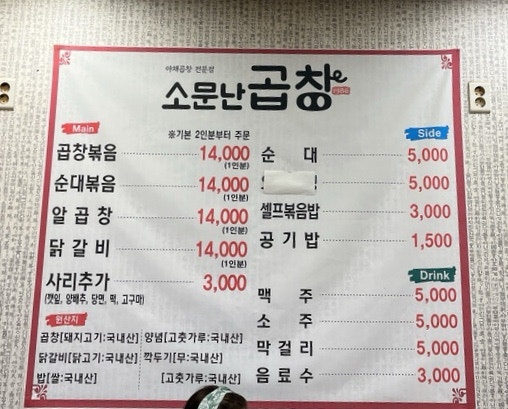 야채곱창 전문점
소문난곱창
Main
※기본 2인분부터 주문
곱창볶음 14,000
(1인분)
순대볶음 14,000
(1인분)
알곱창 14,000
(1인분)
닭갈비 14,000
(1인분)
사리추가 3,000
(깻잎, 양배추, 당면, 떡, 고구마)
원산지
곱창[돼지고기:국내산] 양념[고춧가루:국내산]
닭갈비[닭고기:국내산] 깍두기[무:국내산]
밥[쌀:국내산] [고춧가루:국내산]
Side
순대 5,000
5,000
셀프볶음밥 3,000
공기밥 1,500
Drink
맥주 5,000
소주 5,000
막걸리 5,000
음료수 3,000